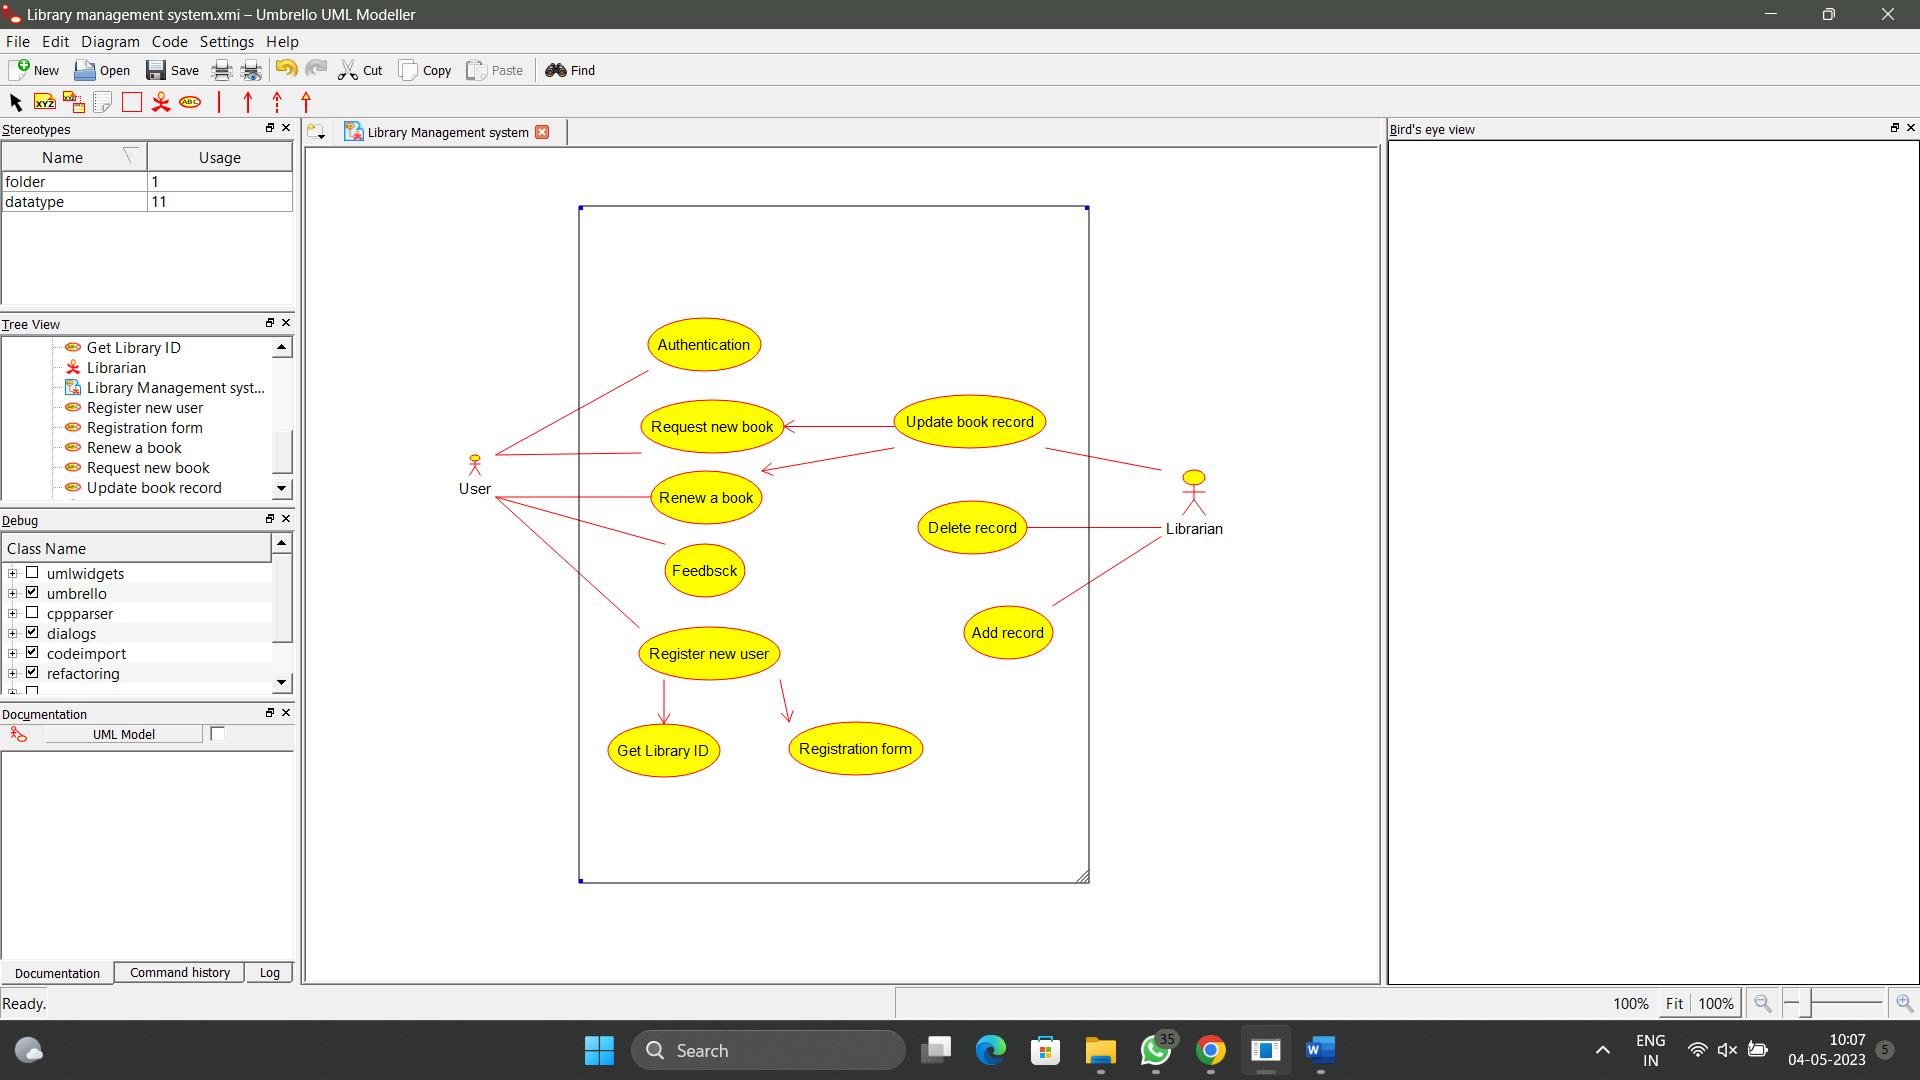 Library management system.xmi – Umbrello UML Modeller
File Edit Diagram Code Settings Help
New Open Save Cut Copy Paste Find
XYZ XYZ ABC
Stereotypes
Name Usage
folder 1
datatype 11
Tree View
Get Library ID
Librarian
Library Management syst...
Register new user
Registration form
Renew a book
Request new book
Update book record
Debug
Class Name
umlwidgets
umbrello
cppparser
dialogs
codeimport
refactoring
Documentation
UML Model
Documentation Command history Log
Library Management system
Authentication
Request new book
Update book record
User
Renew a book
Delete record
Librarian
Feedbsck
Add record
Register new user
Get Library ID
Registration form
Bird's eye view
Ready.
100% Fit 100%
Search
35
ENG
IN
10:07
04-05-2023
5